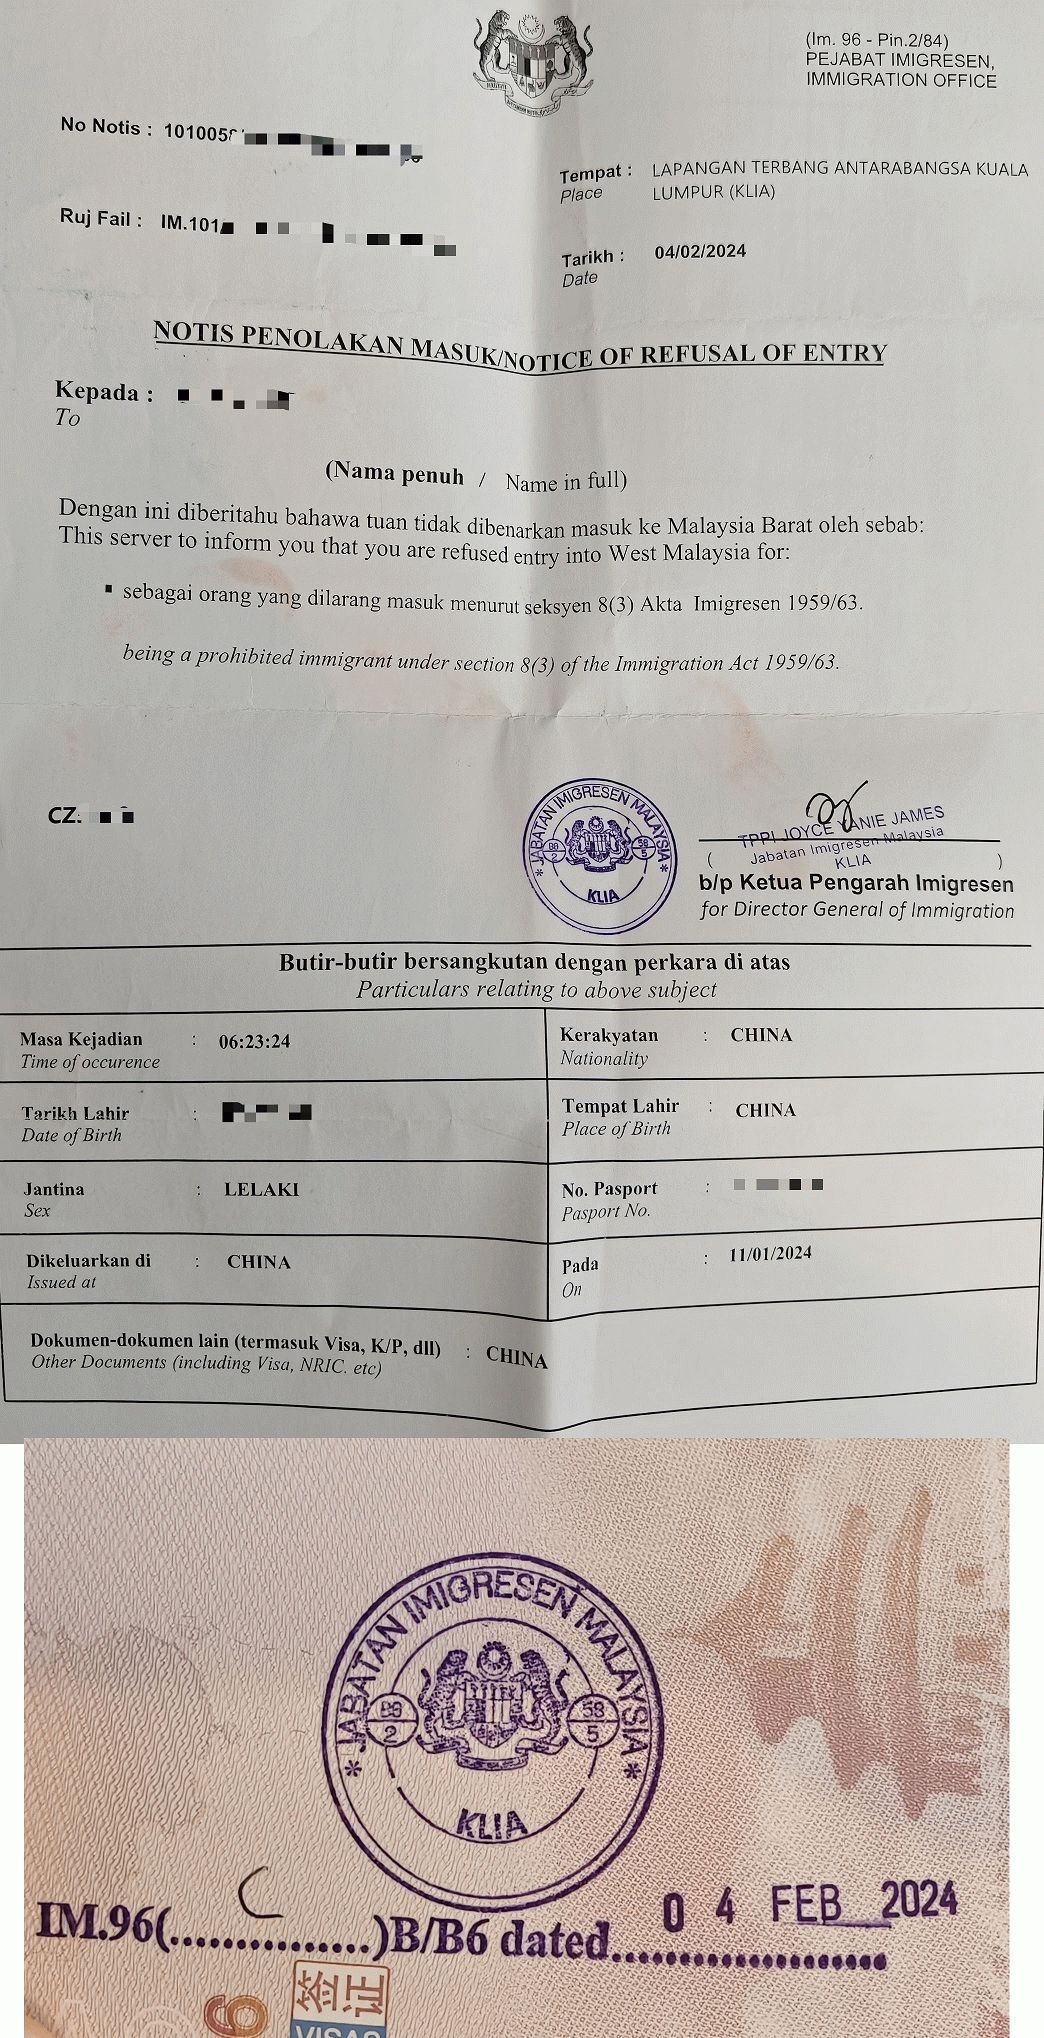 (Im. 96 - Pin.2/84)
PEJABAT IMIGRESEN,
IMMIGRATION OFFICE
No Notis : 101005
Tempat : LAPANGAN TERBANG ANTARABANGSA KUALA
Place LUMPUR (KLIA)
Ruj Fail : IM.101
Tarikh : 04/02/2024
Date
NOTIS PENOLAKAN MASUK/NOTICE OF REFUSAL OF ENTRY
Kepada :
To
(Nama penuh / Name in full)
Dengan ini diberitahu bahawa tuan tidak dibenarkan masuk ke Malaysia Barat oleh sebab:
This server to inform you that you are refused entry into West Malaysia for:
▪ sebagai orang yang dilarang masuk menurut seksyen 8(3) Akta Imigresen 1959/63.
being a prohibited immigrant under section 8(3) of the Immigration Act 1959/63.
CZ:
* JABATAN IMIGRESEN MALAYSIA *
KLIA
TPPI JOYCE VANIE JAMES
Jabatan Imigresen Malaysia
( KLIA )
b/p Ketua Pengarah Imigresen
for Director General of Immigration
Butir-butir bersangkutan dengan perkara di atas
Particulars relating to above subject
Masa Kejadian : 06:23:24
Time of occurence
Kerakyatan : CHINA
Nationality
Tarikh Lahir :
Date of Birth
Tempat Lahir : CHINA
Place of Birth
Jantina : LELAKI
Sex
No. Pasport :
Pasport No.
Dikeluarkan di : CHINA
Issued at
Pada : 11/01/2024
On
Dokumen-dokumen lain (termasuk Visa, K/P, dll) : CHINA
Other Documents (including Visa, NRIC. etc)
* JABATAN IMIGRESEN MALAYSIA *
2
58
5
KLIA
IM.96(......C......)B/B6 dated 04 FEB 2024
签证
VISAS
9